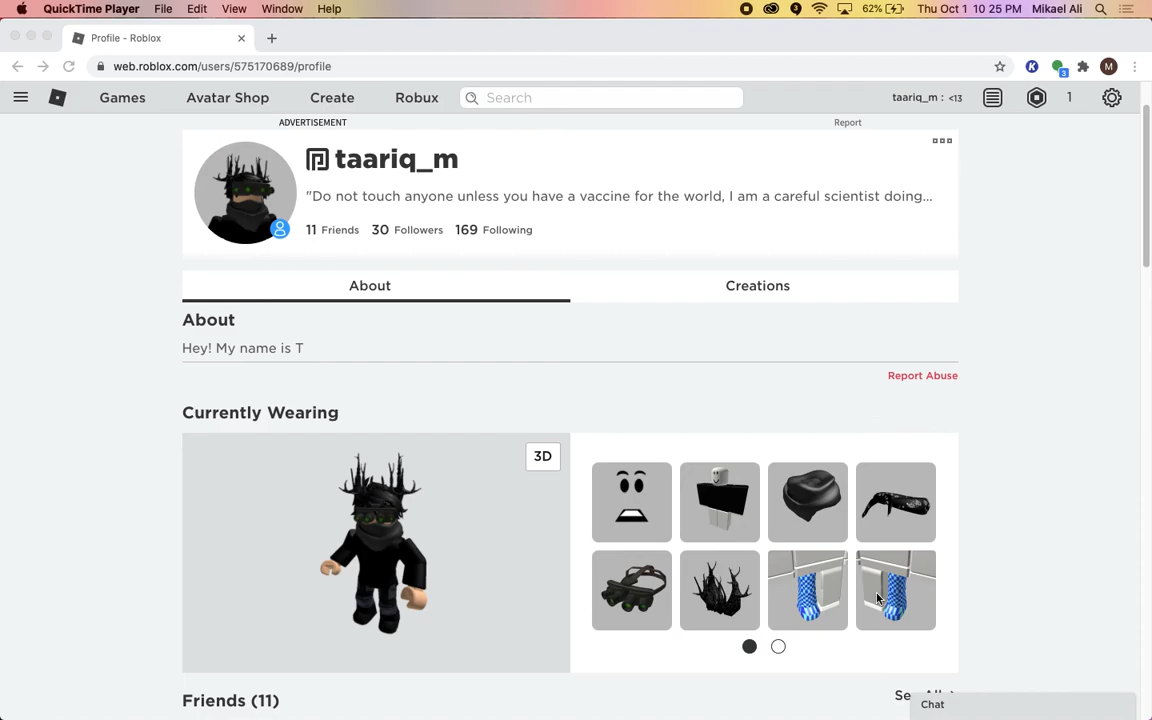 QuickTime Player File Edit View Window Help 62% Thu Oct 1 10:25 PM Mikael Ali
Profile - Roblox
web.roblox.com/users/575170689/profile
Games Avatar Shop Create Robux Search taariq_m : <13 1
ADVERTISEMENT Report
taariq_m
"Do not touch anyone unless you have a vaccine for the world, I am a careful scientist doing...
11 Friends 30 Followers 169 Following
About Creations
About
Hey! My name is T
Report Abuse
Currently Wearing
3D
Friends (11)
Chat